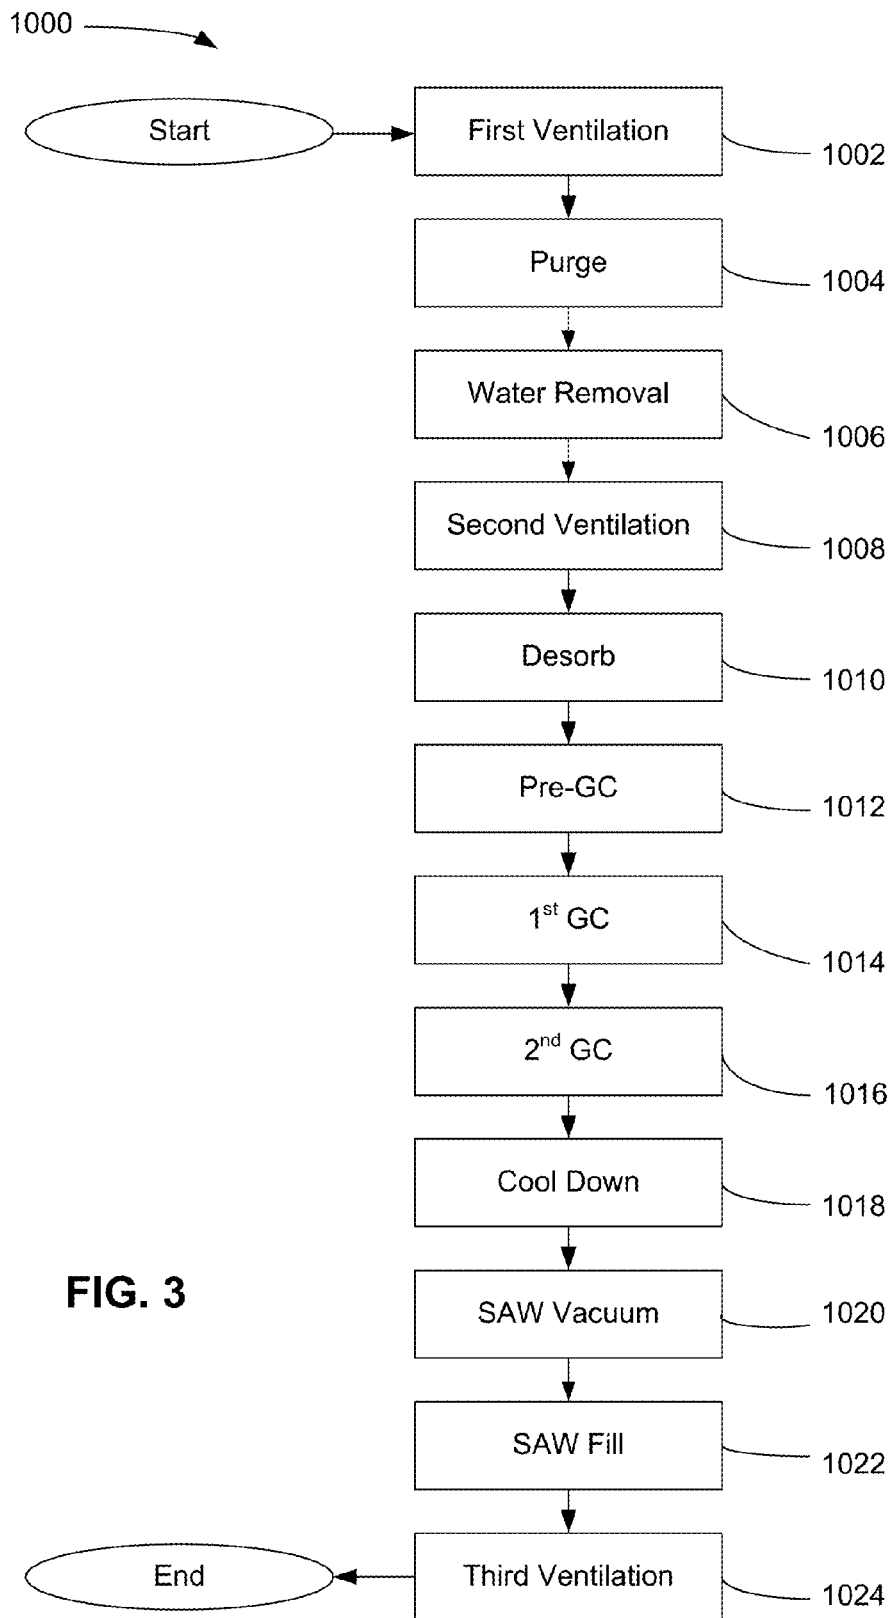 1000
Start
First Ventilation
1002
Purge
1004
Water Removal
1006
Second Ventilation
1008
Desorb
1010
Pre-GC
1012
1st GC
1014
2nd GC
1016
Cool Down
1018
FIG. 3
SAW Vacuum
1020
SAW Fill
1022
End
Third Ventilation
1024